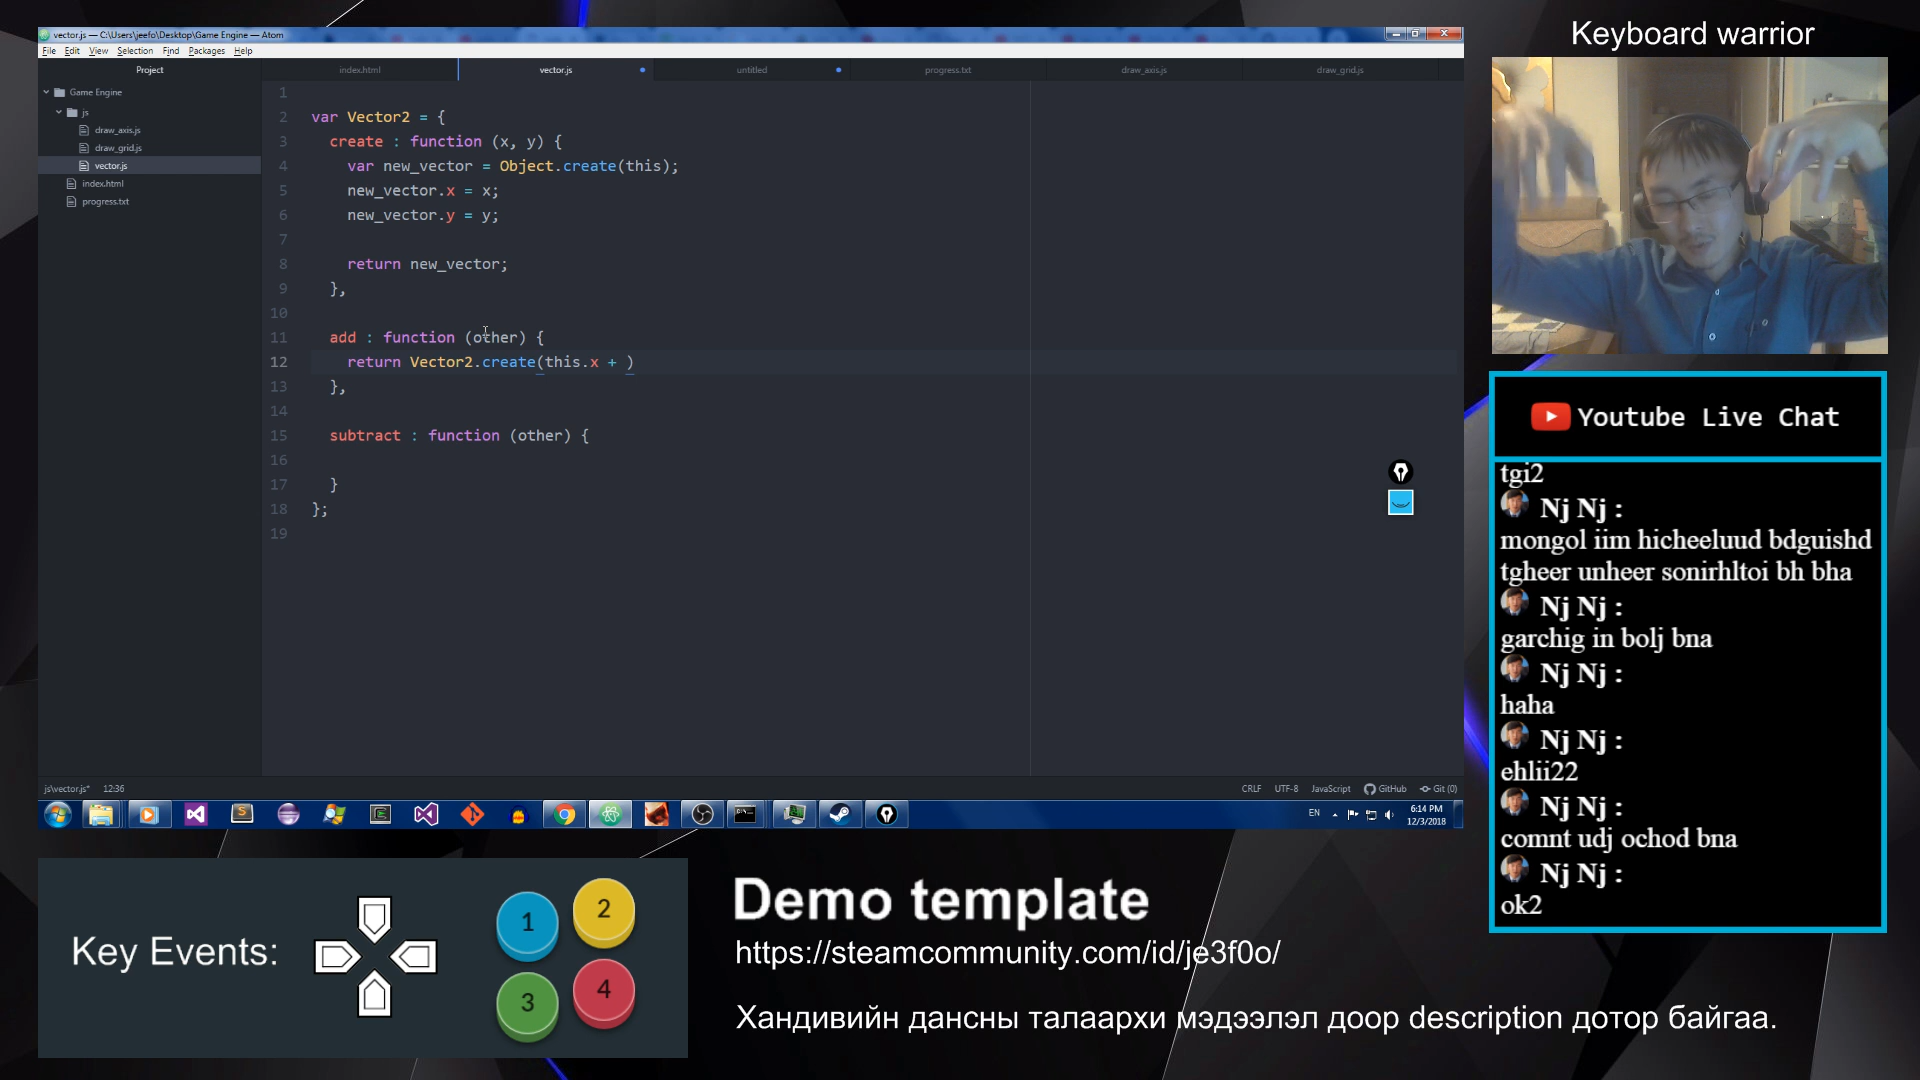 vector.js — C:\Users\jeefo\Desktop\Game Engine — Atom
File Edit View Selection Find Packages Help
Project
index.html
vector.js
untitled
progress.txt
draw_axis.js
draw_grid.js
Game Engine
js
draw_axis.js
draw_grid.js
vector.js
index.html
progress.txt
1
2 var Vector2 = {
3 create : function (x, y) {
4 var new_vector = Object.create(this);
5 new_vector.x = x;
6 new_vector.y = y;
7
8 return new_vector;
9 },
10
11 add : function (other) {
12 return Vector2.create(this.x + )
13 },
14
15 subtract : function (other) {
16
17 }
18 };
19
js\vector.js* 12:36
CRLF UTF-8 JavaScript GitHub Git (0)
EN
6:14 PM
12/3/2018
Keyboard warrior
Youtube Live Chat
tgi2
Nj Nj :
mongol iim hicheeluud bdguishd
tgheer unheer sonirhltoi bh bha
Nj Nj :
garchig in bolj bna
Nj Nj :
haha
Nj Nj :
ehlii22
Nj Nj :
comnt udj ochod bna
Nj Nj :
ok2
Key Events:
1
2
3
4
Demo template
https://steamcommunity.com/id/je3f0o/
Хандивийн дансны талаархи мэдээлэл доор description дотор байгаа.